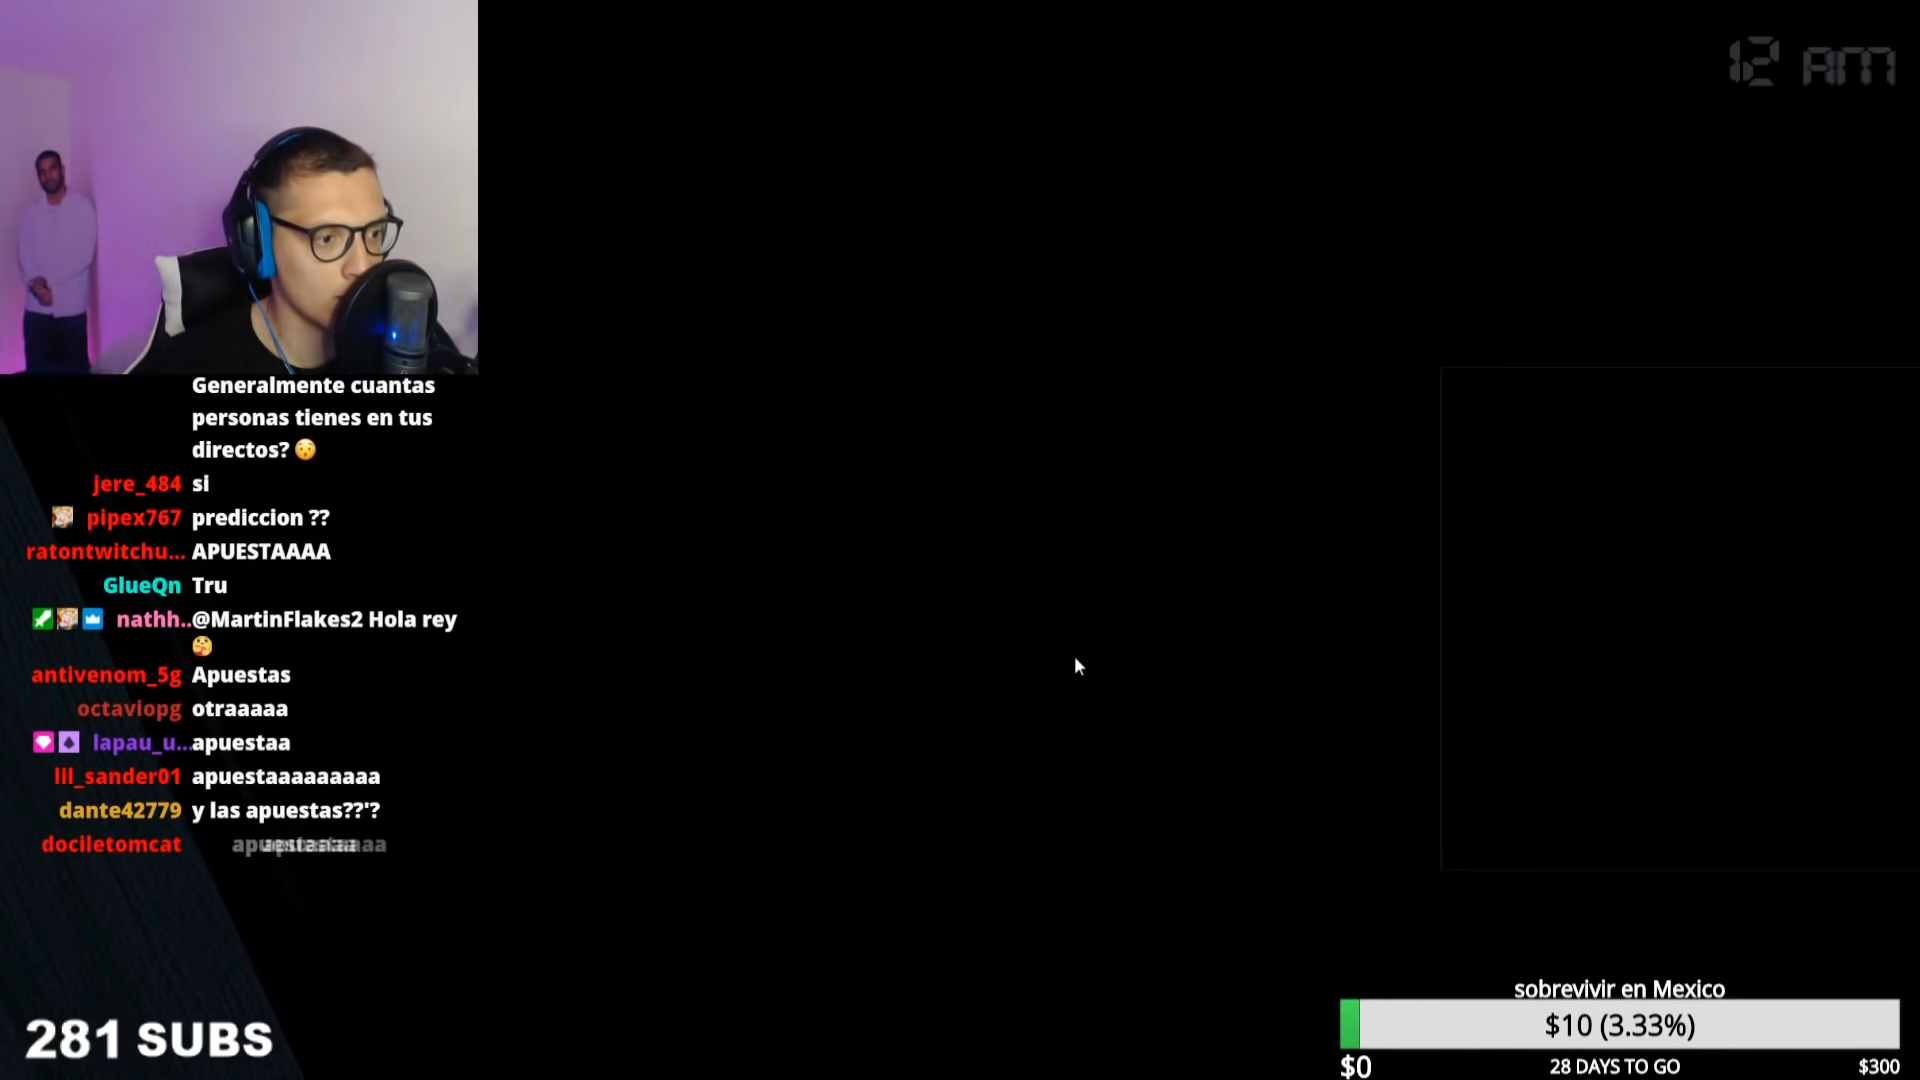 12 AM
Generalmente cuantas
personas tienes en tus
directos? 😯
jere_484 si
pipex767 prediccion ??
ratontwitchu... APUESTAAAA
GlueQn Tru
nathh.. @MartinFlakes2 Hola rey
🤔
antivenom_5g Apuestas
octaviopg otraaaaa
lapau_u... apuestaa
lil_sander01 apuestaaaaaaaaa
dante42779 y las apuestas??'?
dociletomcat
281 SUBS
sobrevivir en Mexico
$10 (3.33%)
$0 28 DAYS TO GO $300